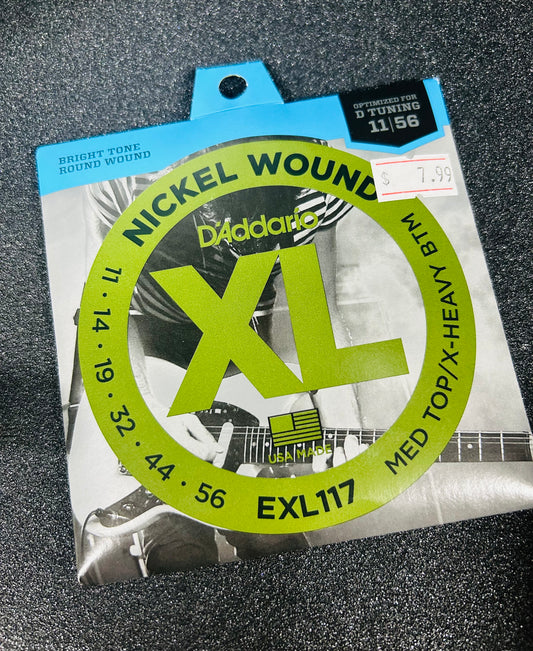 OPTIMIZED FOR
D TUNING
11|56
BRIGHT TONE
ROUND WOUND
NICKEL WOUND
$ 7.99
D'Addario
XL
11 · 14 · 19 · 32 · 44 · 56
MED TOP/X-HEAVY BTM
USA MADE
EXL117